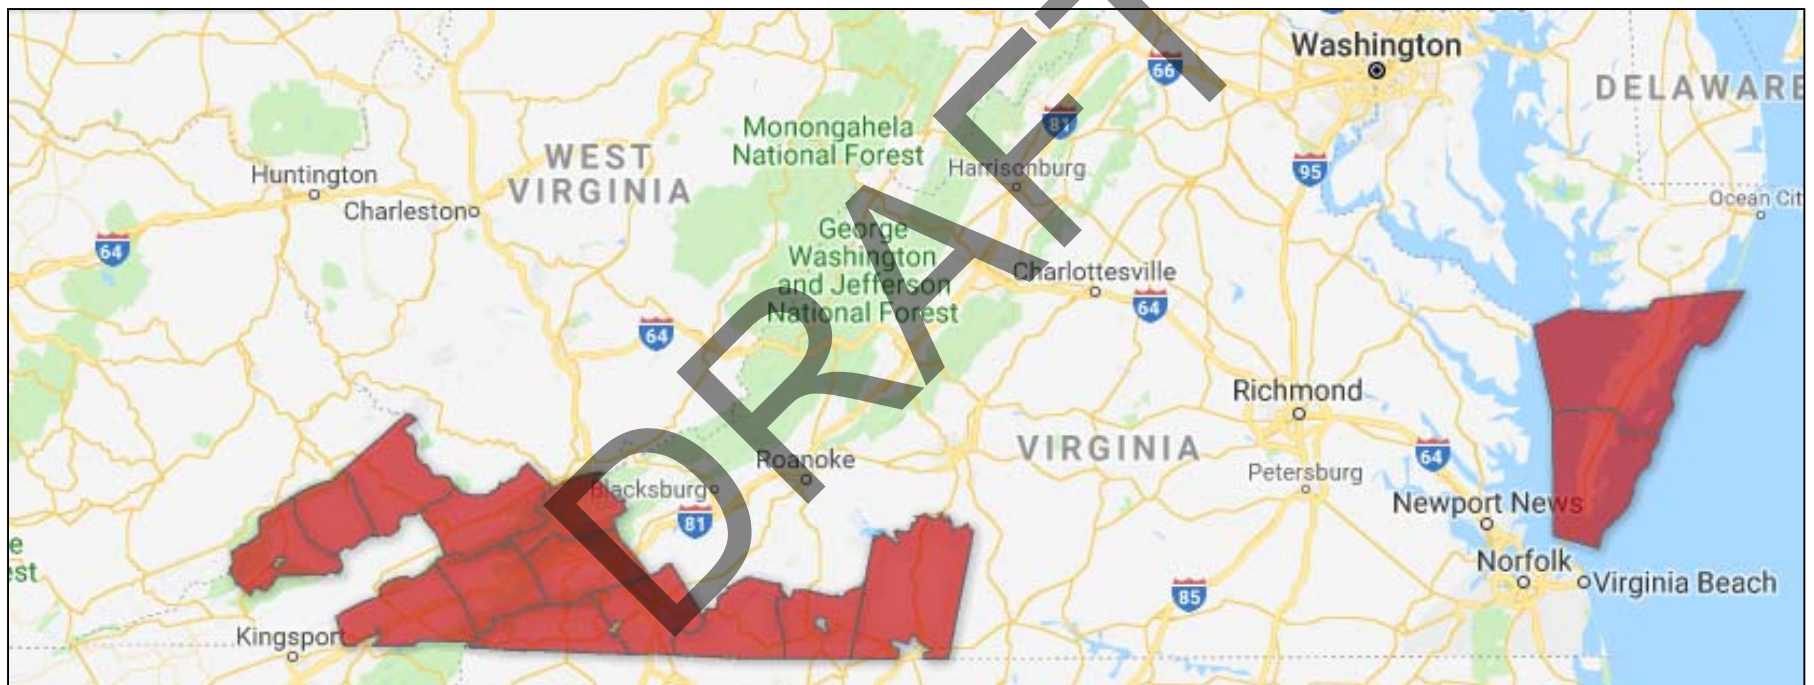 Washington
66
DELAWARE
81
Monongahela
National Forest
WEST
VIRGINIA
Harrisonburg
95
Huntington
Charleston
Ocean Cit
George
Washington
and Jefferson
National Forest
64
Charlottesville
64
64
Richmond
VIRGINIA
64
Roanoke
Petersburg
Blacksburg
81
Newport News
e
est
Norfolk
Virginia Beach
85
Kingsport
DRAFT